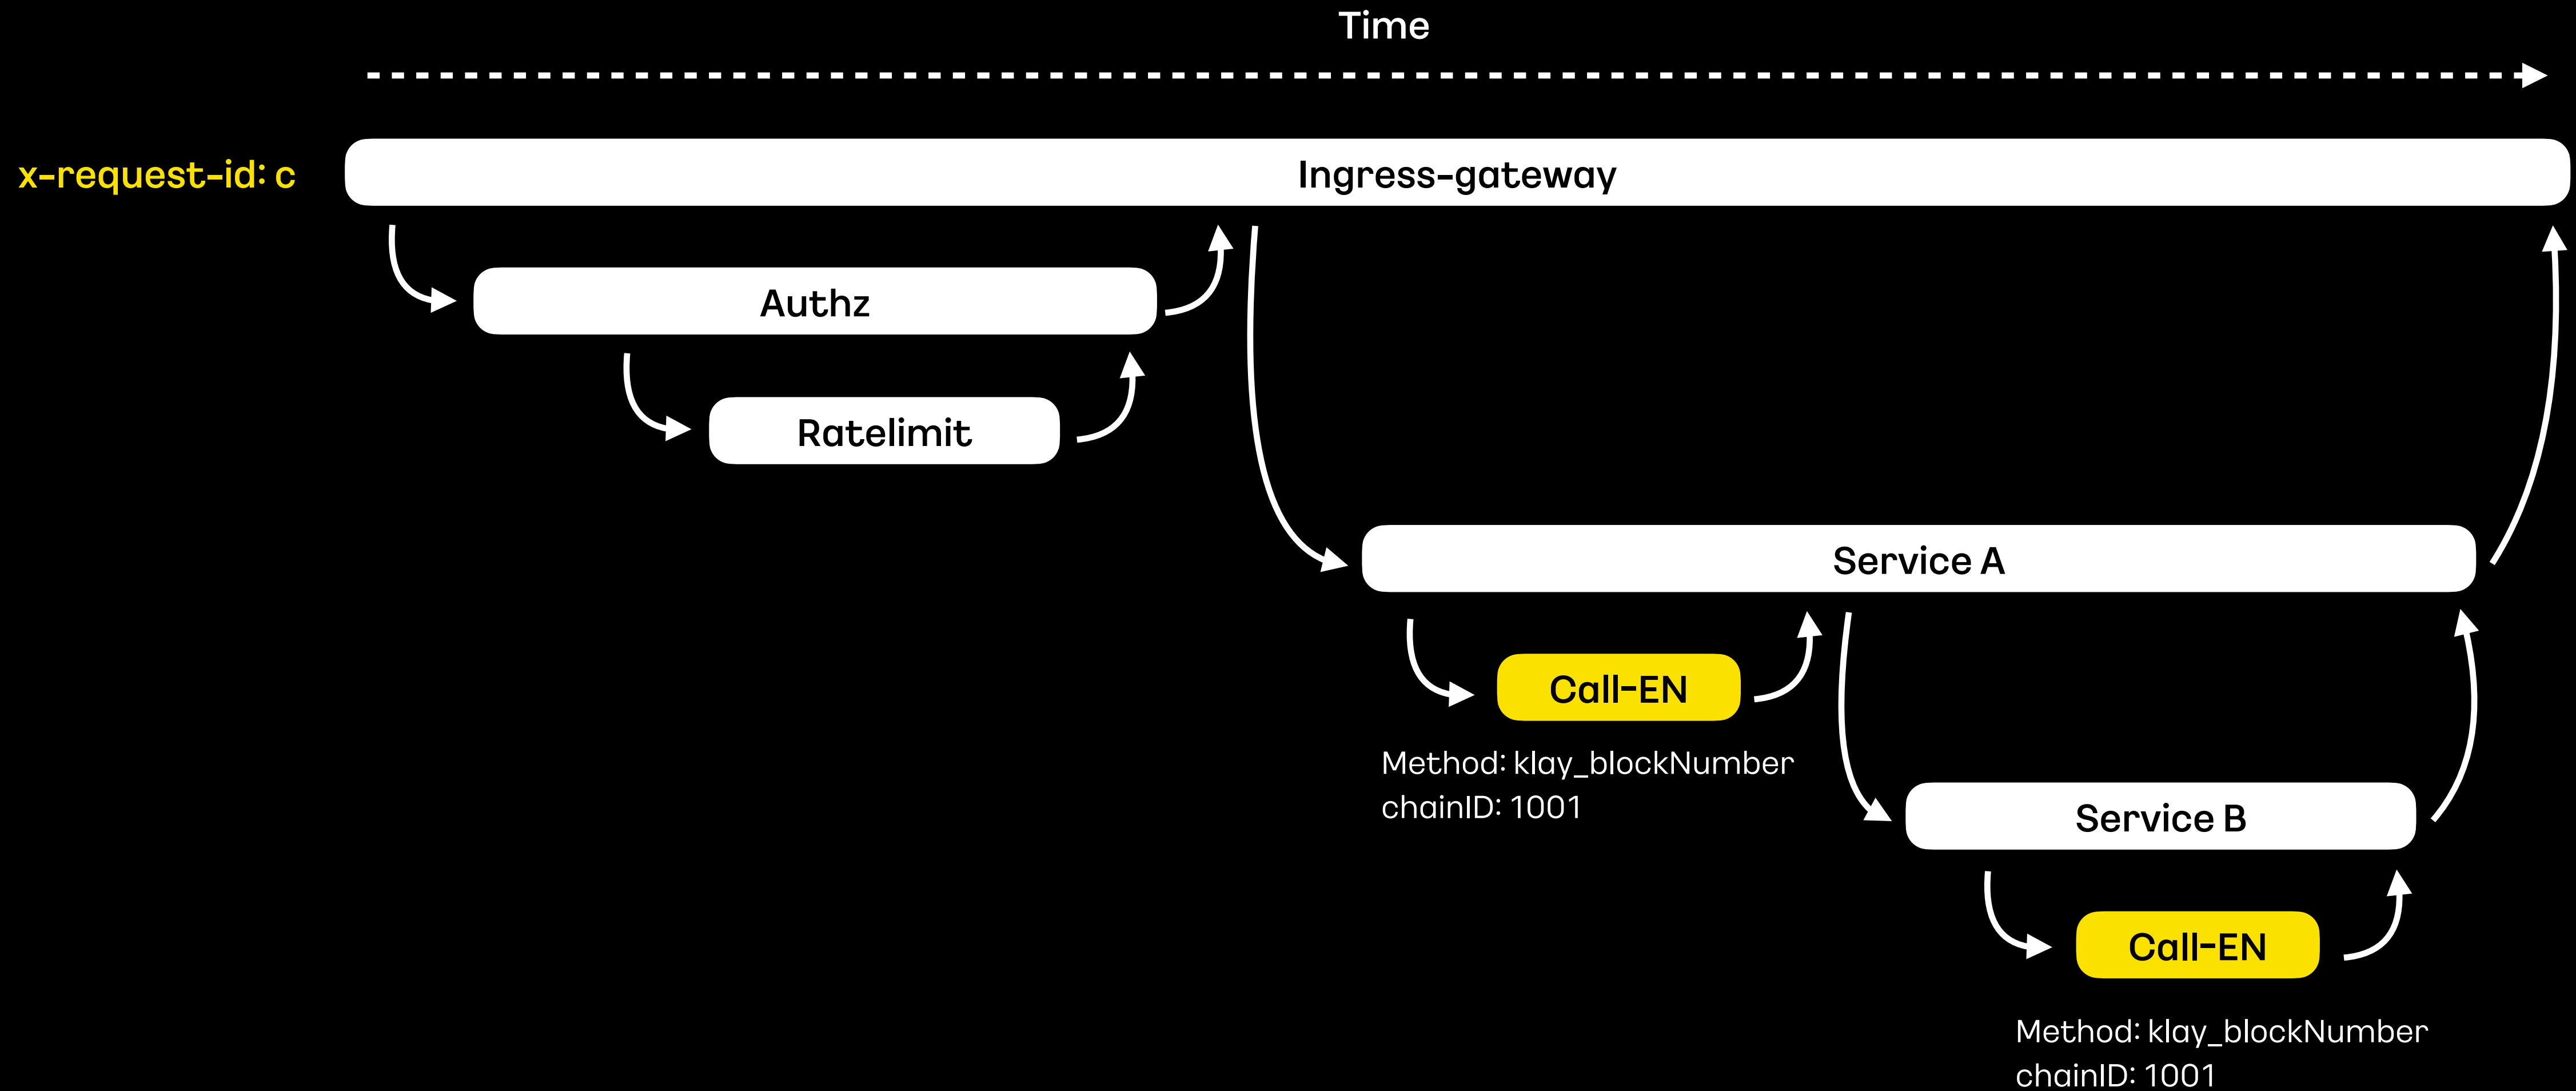 Time
x-request-id: c
Ingress-gateway
Authz
Ratelimit
Service A
Call-EN
Method: klay_blockNumber
chainID: 1001
Service B
Call-EN
Method: klay_blockNumber
chainID: 1001